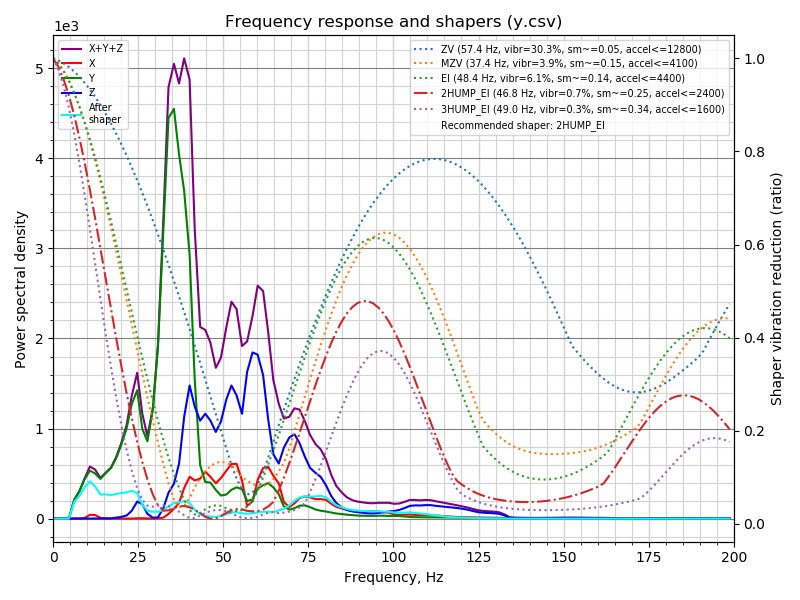 Frequency response and shapers (y.csv)
1e3
X+Y+Z
X
Y
Z
After
shaper
ZV (57.4 Hz, vibr=30.3%, sm~=0.05, accel<=12800)
MZV (37.4 Hz, vibr=3.9%, sm~=0.15, accel<=4100)
EI (48.4 Hz, vibr=6.1%, sm~=0.14, accel<=4400)
2HUMP_EI (46.8 Hz, vibr=0.7%, sm~=0.25, accel<=2400)
3HUMP_EI (49.0 Hz, vibr=0.3%, sm~=0.34, accel<=1600)
Recommended shaper: 2HUMP_EI
Power spectral density
5
4
3
2
1
0
1.0
0.8
0.6
0.4
0.2
0.0
Shaper vibration reduction (ratio)
0 25 50 75 100 125 150 175 200
Frequency, Hz